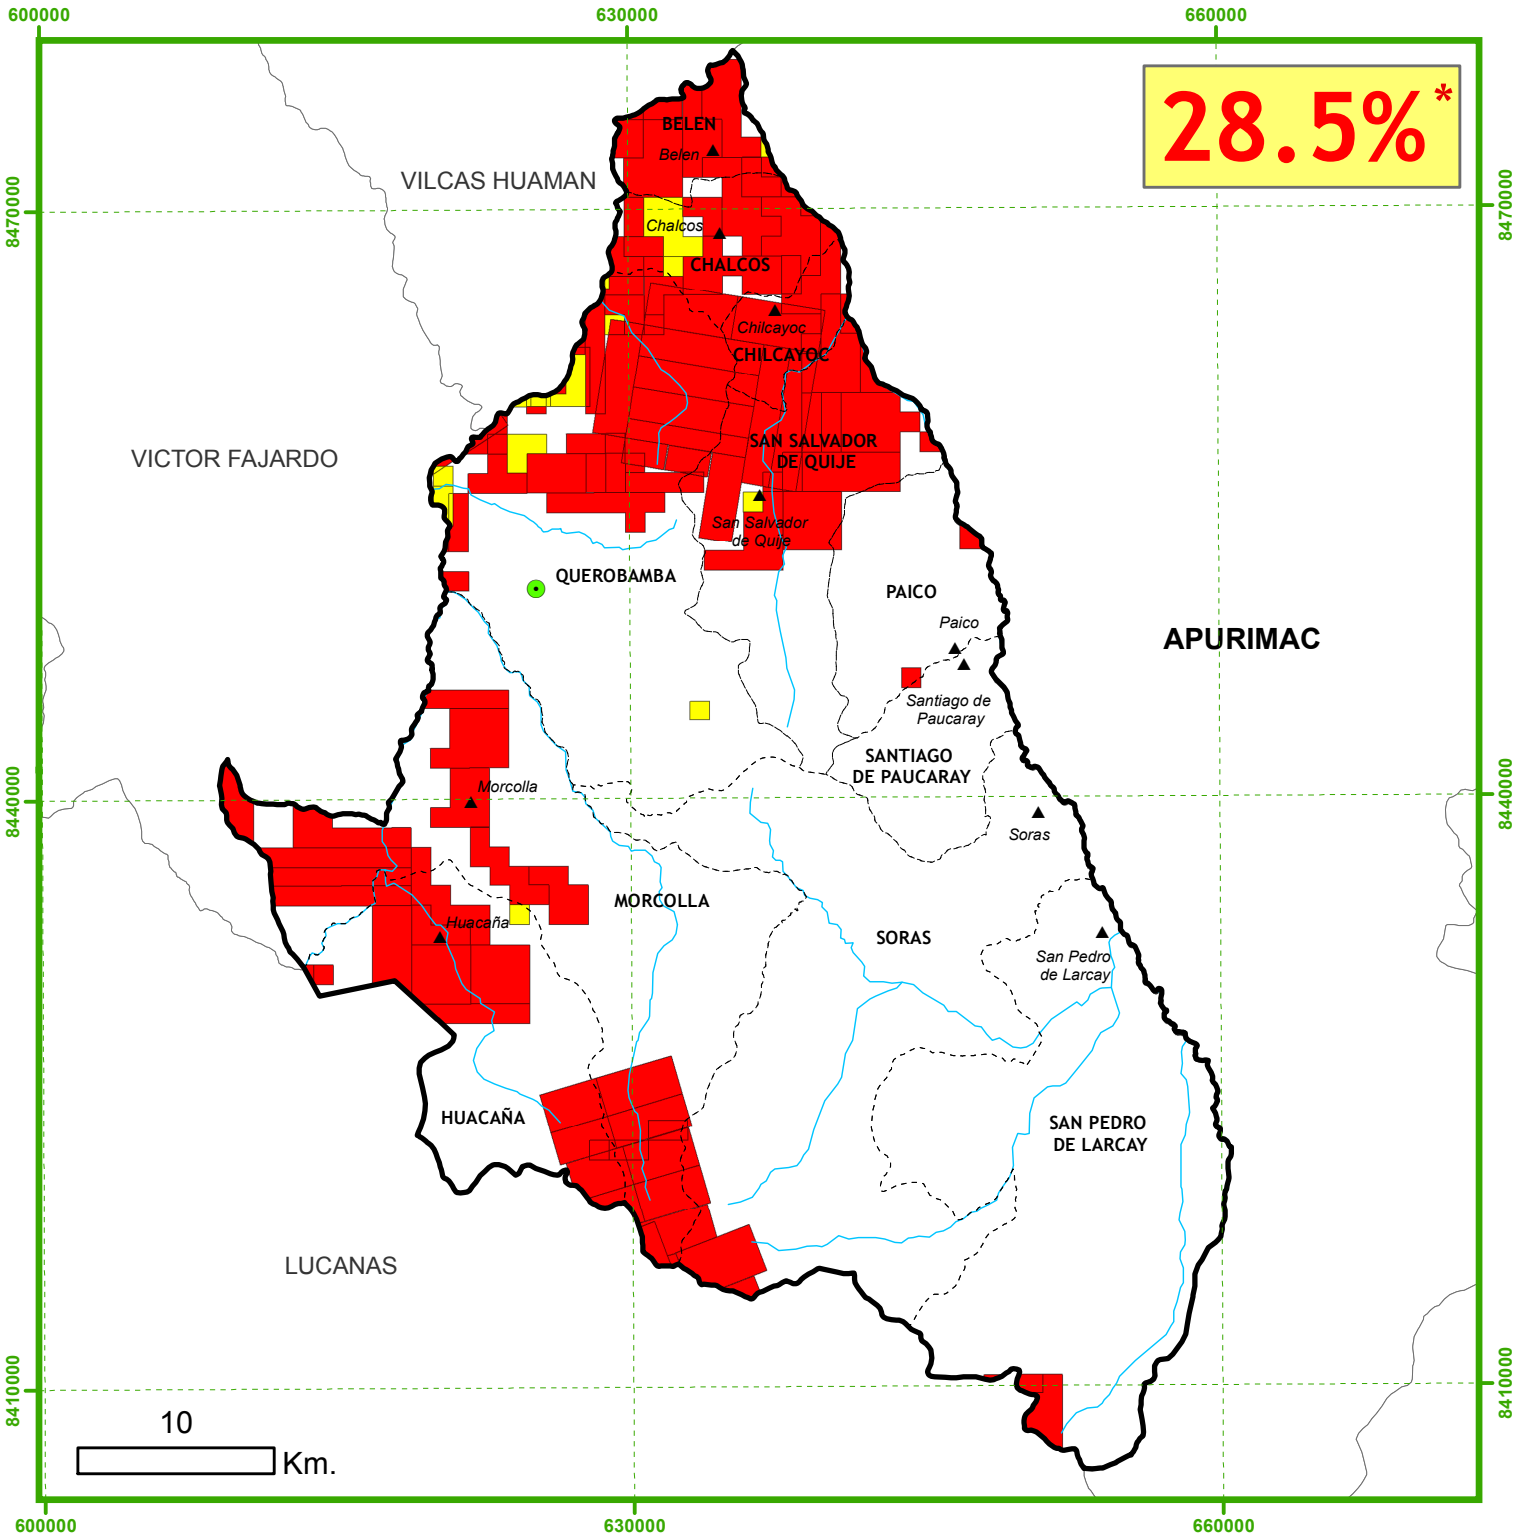 600000
630000
660000
28.5%*
BELEN
Belen
VILCAS HUAMAN
8470000
8470000
Chalcos
CHALCOS
Chilcayoc
CHILCAYOC
VICTOR FAJARDO
SAN SALVADOR
DE QUIJE
San Salvador
de Quije
QUEROBAMBA
PAICO
Paico
APURIMAC
Santiago de
Paucaray
SANTIAGO
DE PAUCARAY
Morcolla
8440000
8440000
Soras
MORCOLLA
Huacaña
SORAS
San Pedro
de Larcay
HUACAÑA
SAN PEDRO
DE LARCAY
LUCANAS
8410000
8410000
10
Km.
600000
630000
660000